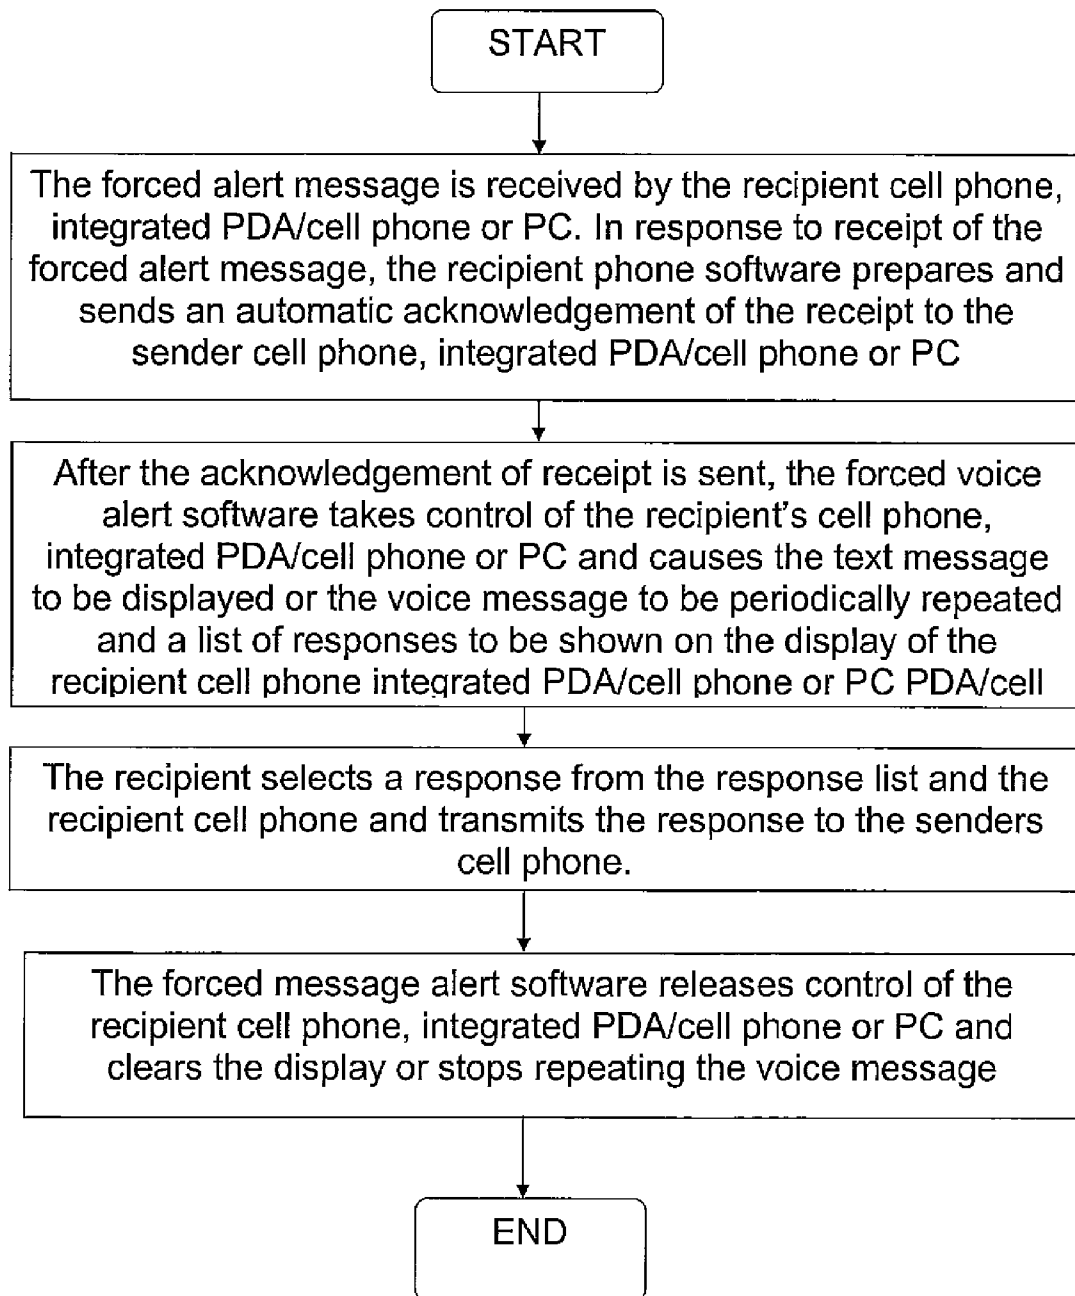 START
The forced alert message is received by the recipient cell phone,
integrated PDA/cell phone or PC. In response to receipt of the
forced alert message, the recipient phone software prepares and
sends an automatic acknowledgement of the receipt to the
sender cell phone, integrated PDA/cell phone or PC
After the acknowledgement of receipt is sent, the forced voice
alert software takes control of the recipient's cell phone,
integrated PDA/cell phone or PC and causes the text message
to be displayed or the voice message to be periodically repeated
and a list of responses to be shown on the display of the
recipient cell phone integrated PDA/cell phone or PC PDA/cell
The recipient selects a response from the response list and the
recipient cell phone and transmits the response to the senders
cell phone.
The forced message alert software releases control of the
recipient cell phone, integrated PDA/cell phone or PC and
clears the display or stops repeating the voice message
END